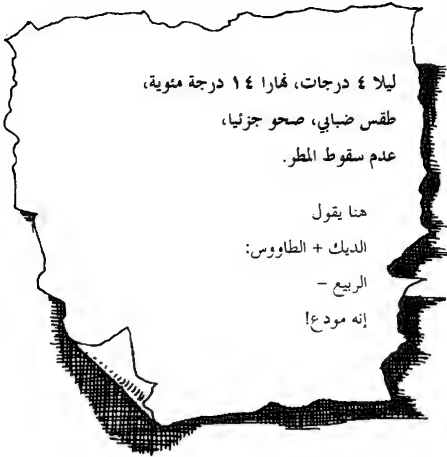 ليلا ٤ درجات، نهارا ١٤ درجة مئوية،
طقس ضبابي، صحو جزئيا،
عدم سقوط المطر.
هنا يقول
الديك + الطاووس:
الربيع –
إنه مودع!